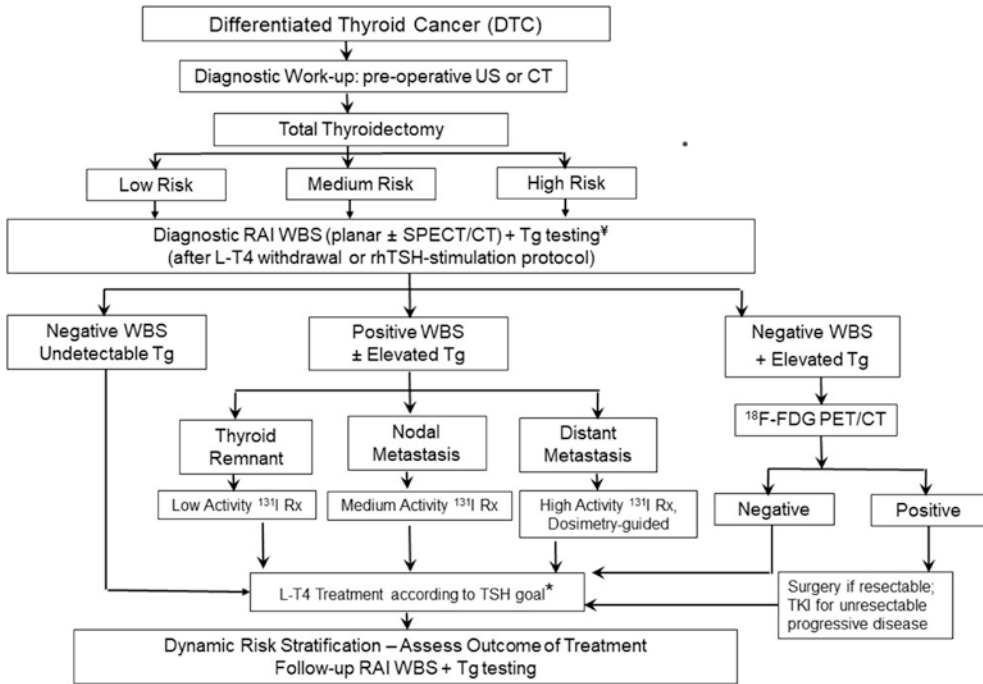 Differentiated Thyroid Cancer (DTC)
Diagnostic Work-up: pre-operative US or CT
Total Thyroidectomy
Low Risk
Medium Risk
High Risk
Diagnostic RAI WBS (planar ± SPECT/CT) + Tg testing¥
(after L-T4 withdrawal or rhTSH-stimulation protocol)
Negative WBS
Undetectable Tg
Positive WBS
± Elevated Tg
Negative WBS
+ Elevated Tg
Thyroid
Remnant
Nodal
Metastasis
Distant
Metastasis
¹⁸F-FDG PET/CT
Low Activity ¹³¹I Rx
Medium Activity ¹³¹I Rx
High Activity ¹³¹I Rx,
Dosimetry-guided
Negative
Positive
L-T4 Treatment according to TSH goal*
Surgery if resectable;
TKI for unresectable
progressive disease
Dynamic Risk Stratification – Assess Outcome of Treatment
Follow-up RAI WBS + Tg testing